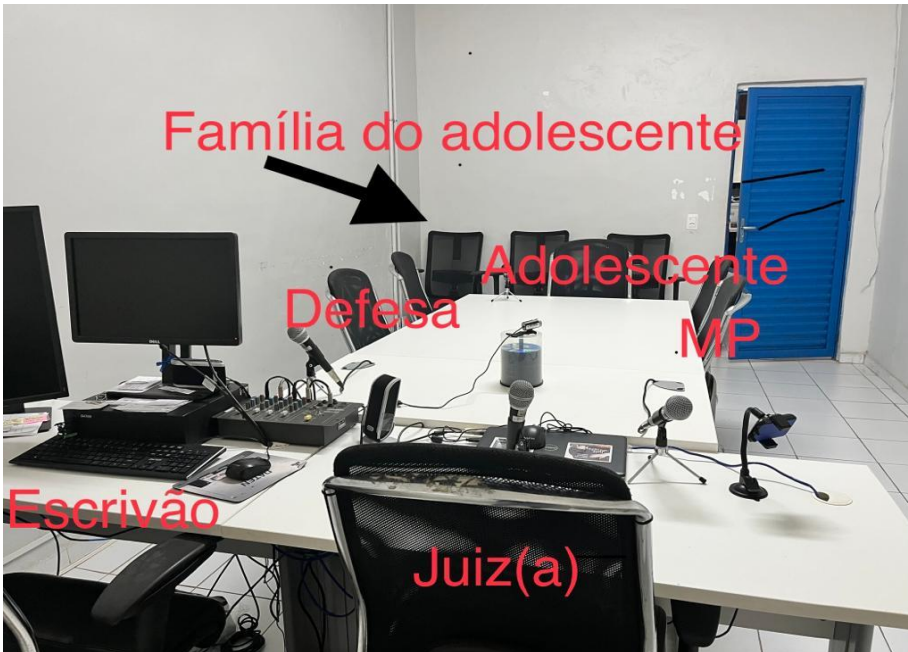 Família do adolescente
Adolescente
Defesa
MP
Escrivão
Juiz(a)